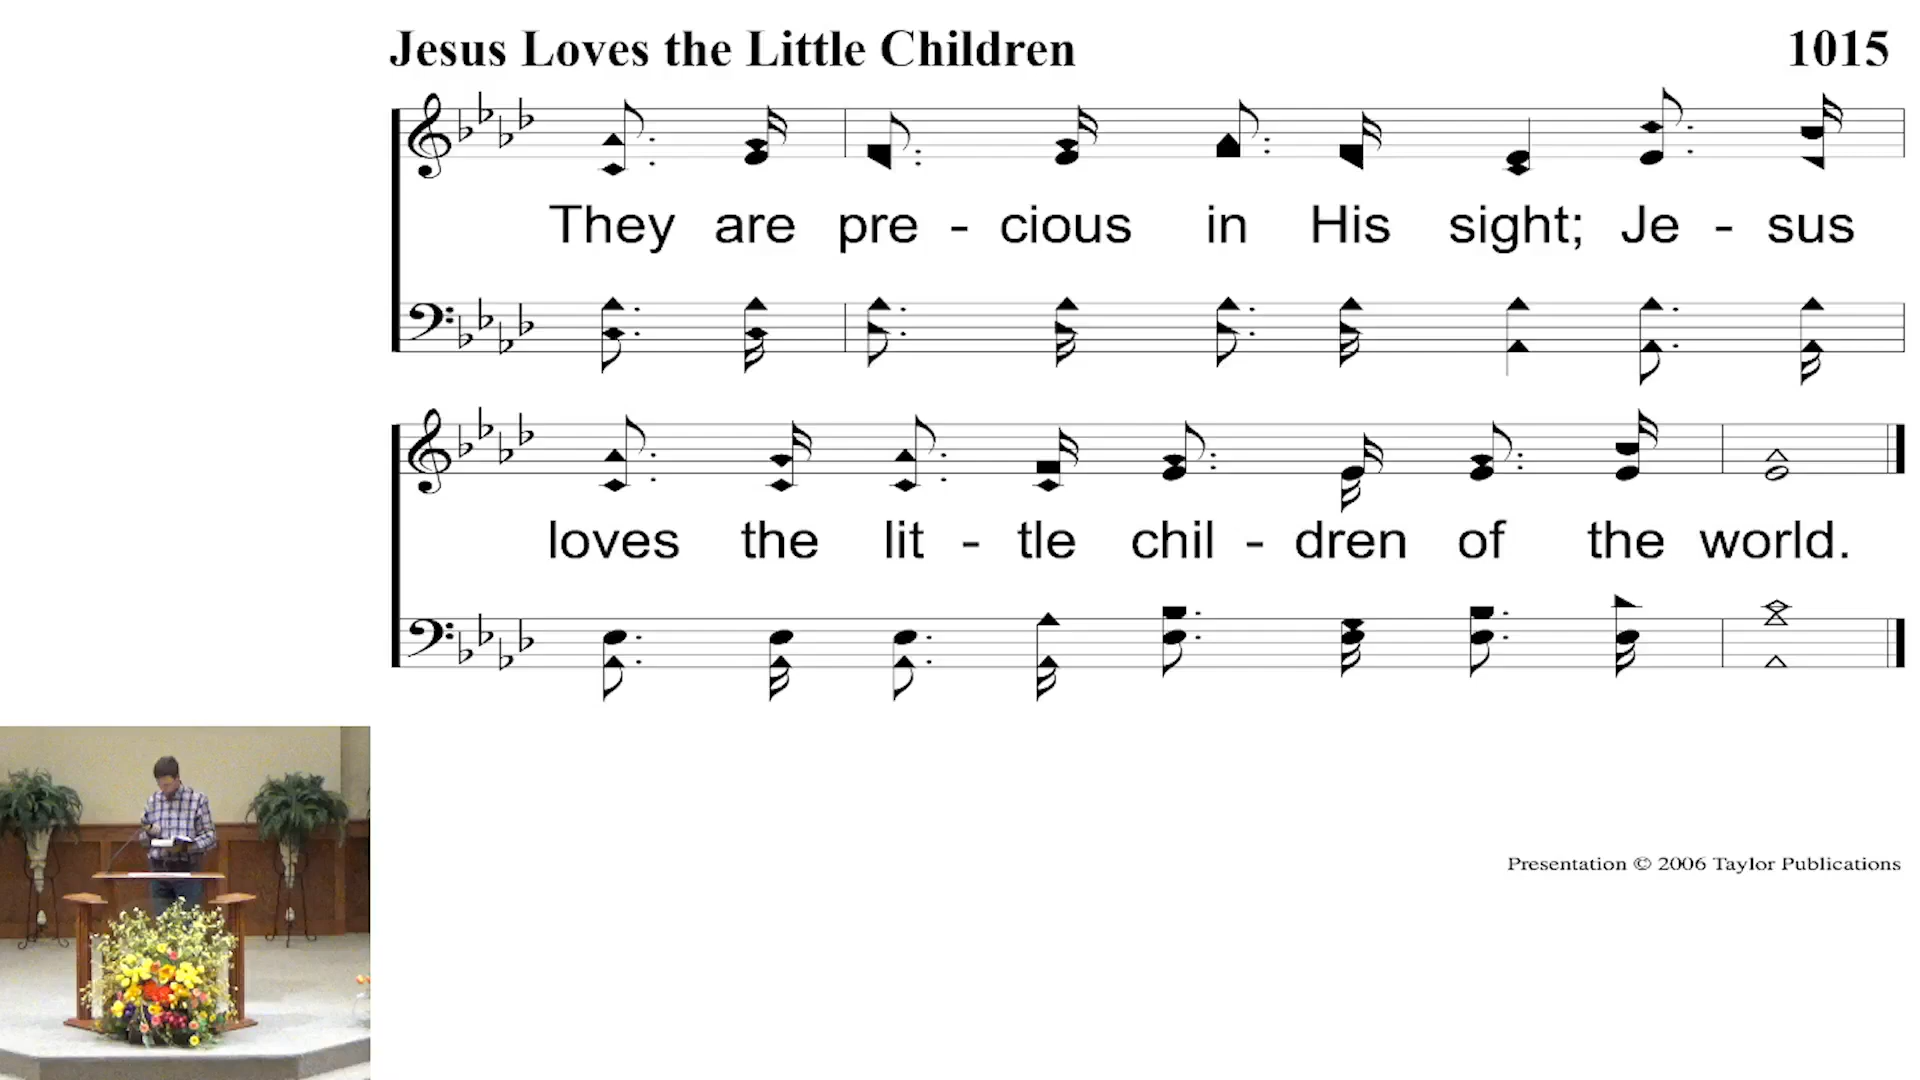 Jesus Loves the Little Children 1015
They are pre - cious in His sight; Je - sus
loves the lit - tle chil - dren of the world.
Presentation © 2006 Taylor Publications